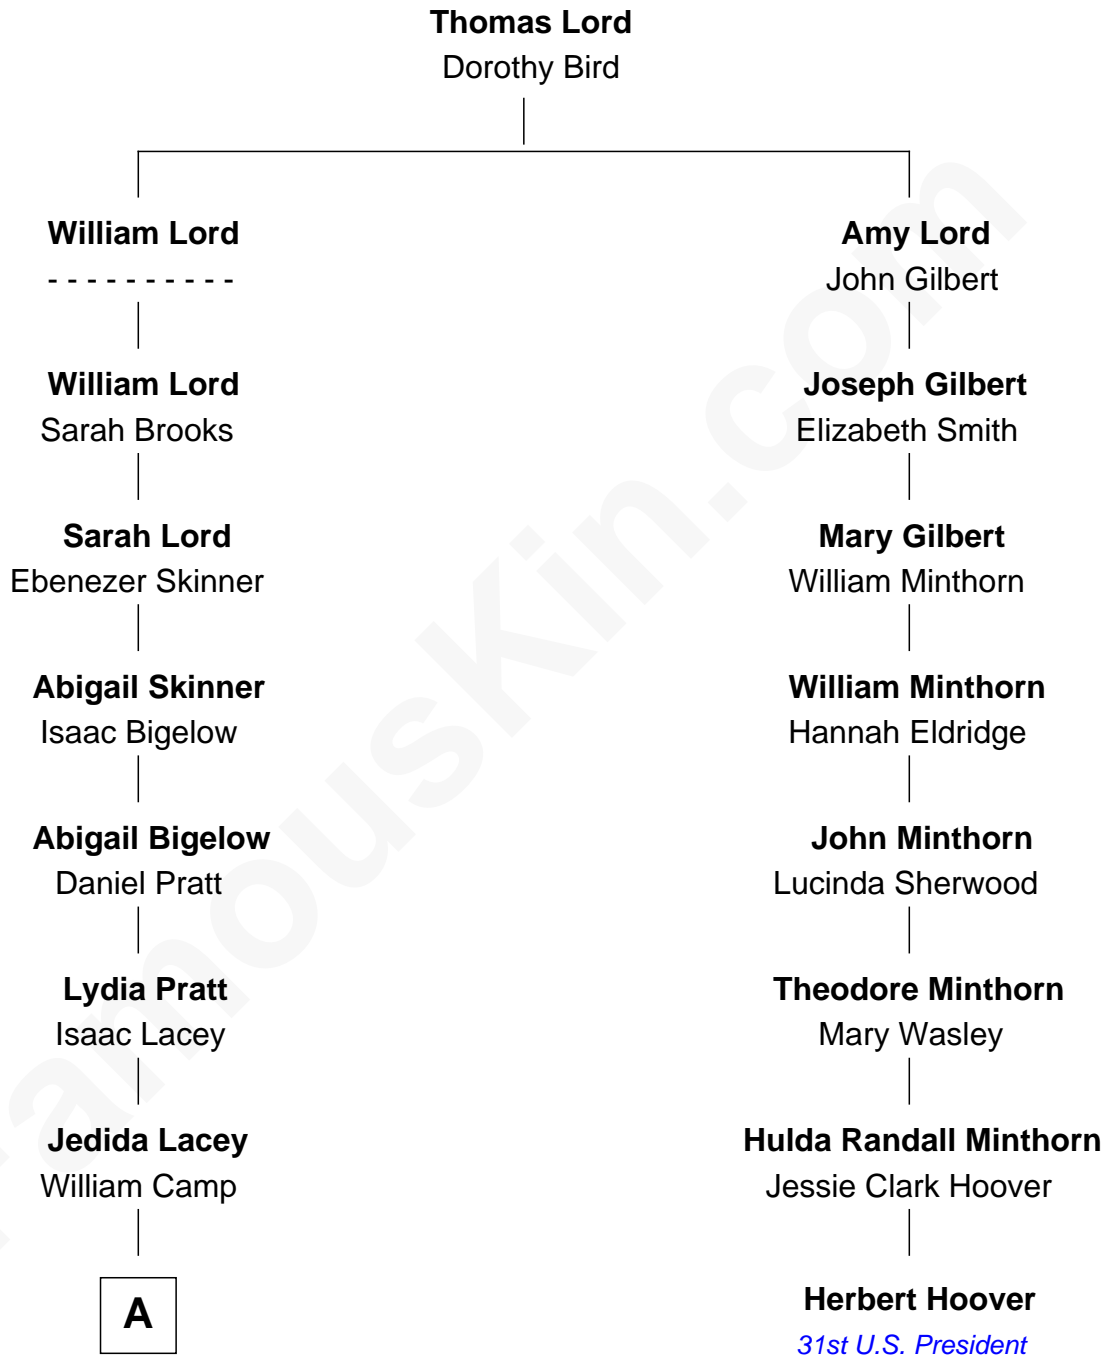 Thomas Lord
Dorothy Bird
William Lord
- - - - - - - - - -
Amy Lord
John Gilbert
William Lord
Sarah Brooks
Joseph Gilbert
Elizabeth Smith
Sarah Lord
Ebenezer Skinner
Mary Gilbert
William Minthorn
Abigail Skinner
Isaac Bigelow
William Minthorn
Hannah Eldridge
Abigail Bigelow
Daniel Pratt
John Minthorn
Lucinda Sherwood
Lydia Pratt
Isaac Lacey
Theodore Minthorn
Mary Wasley
Jedida Lacey
William Camp
Hulda Randall Minthorn
Jessie Clark Hoover
A
Herbert Hoover
31st U.S. President
FamousKin.com